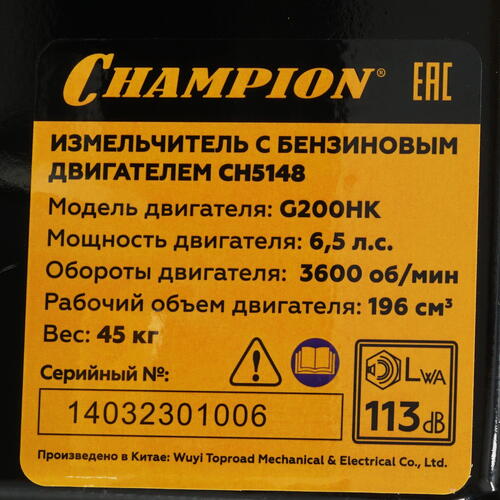 CHAMPION® EAC
ИЗМЕЛЬЧИТЕЛЬ С БЕНЗИНОВЫМ
ДВИГАТЕЛЕМ CH5148
Модель двигателя: G200HK
Мощность двигателя: 6,5 л.с.
Обороты двигателя: 3600 об/мин
Рабочий объем двигателя: 196 см³
Вес: 45 кг
Серийный №:
14032301006
LWA
113 dB
Произведено в Китае: Wuyi Toproad Mechanical & Electrical Co., Ltd.